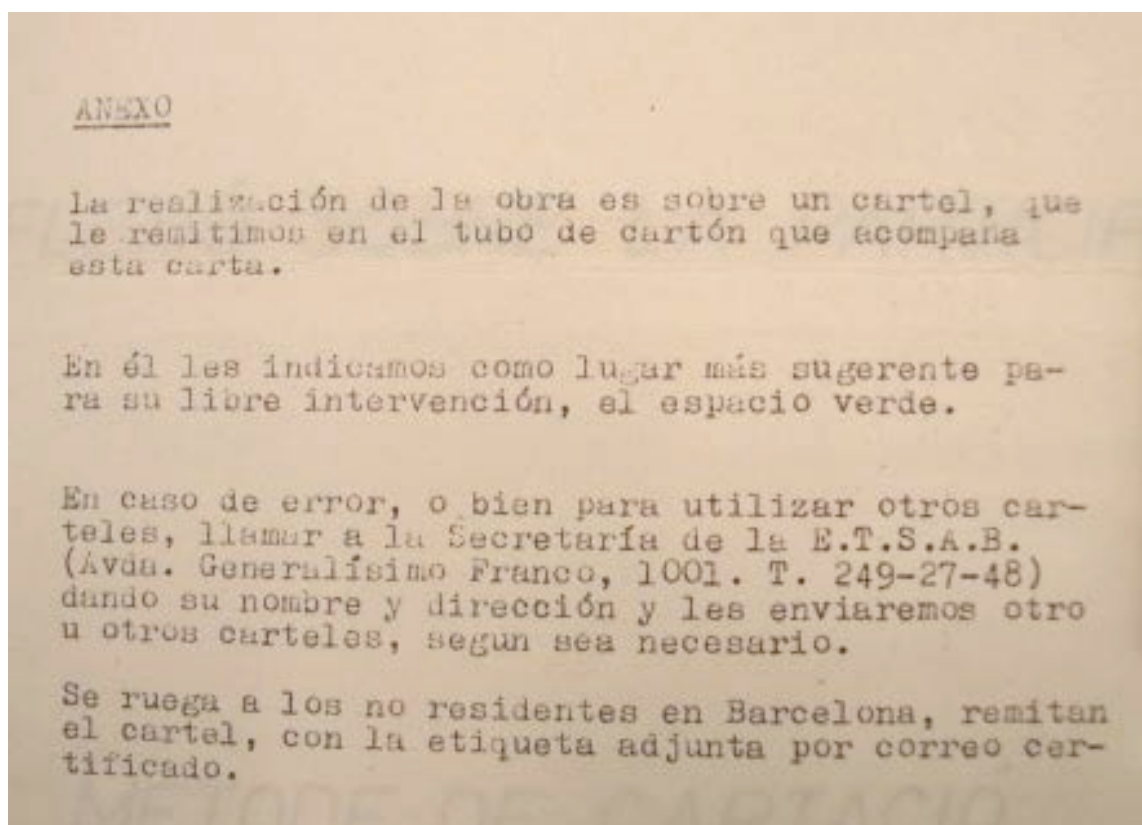 ANEXO
La realización de la obra es sobre un cartel, que
le remitimos en el tubo de cartón que acompaña
esta carta.
En él les indicamos como lugar más sugerente pa-
ra su libre intervención, el espacio verde.
En caso de error, o bien para utilizar otros car-
teles, llamar a la Secretaría de la E.T.S.A.B.
(Avda. Generalísimo Franco, 1001. T. 249-27-48)
dando su nombre y dirección y les enviaremos otro
u otros carteles, segun sea necesario.
Se ruega a los no residentes en Barcelona, remitan
el cartel, con la etiqueta adjunta por correo cer-
tificado.
METODE DE CARTACIO